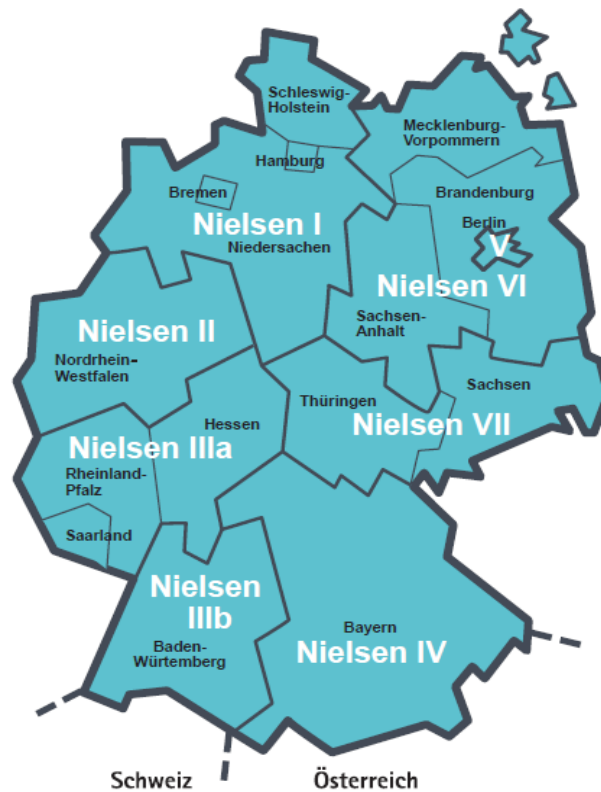 Schleswig-
Holstein
Mecklenburg-
Vorpommern
Hamburg
Bremen
Brandenburg
Berlin
Nielsen I
V
Niedersachen
Nielsen VI
Sachsen-
Anhalt
Nielsen II
Nordrhein-
Westfalen
Sachsen
Thüringen
Hessen
Nielsen VII
Nielsen IIIa
Rheinland-
Pfalz
Saarland
Nielsen
IIIb
Bayern
Baden-
Würtemberg
Nielsen IV
Schweiz
Österreich